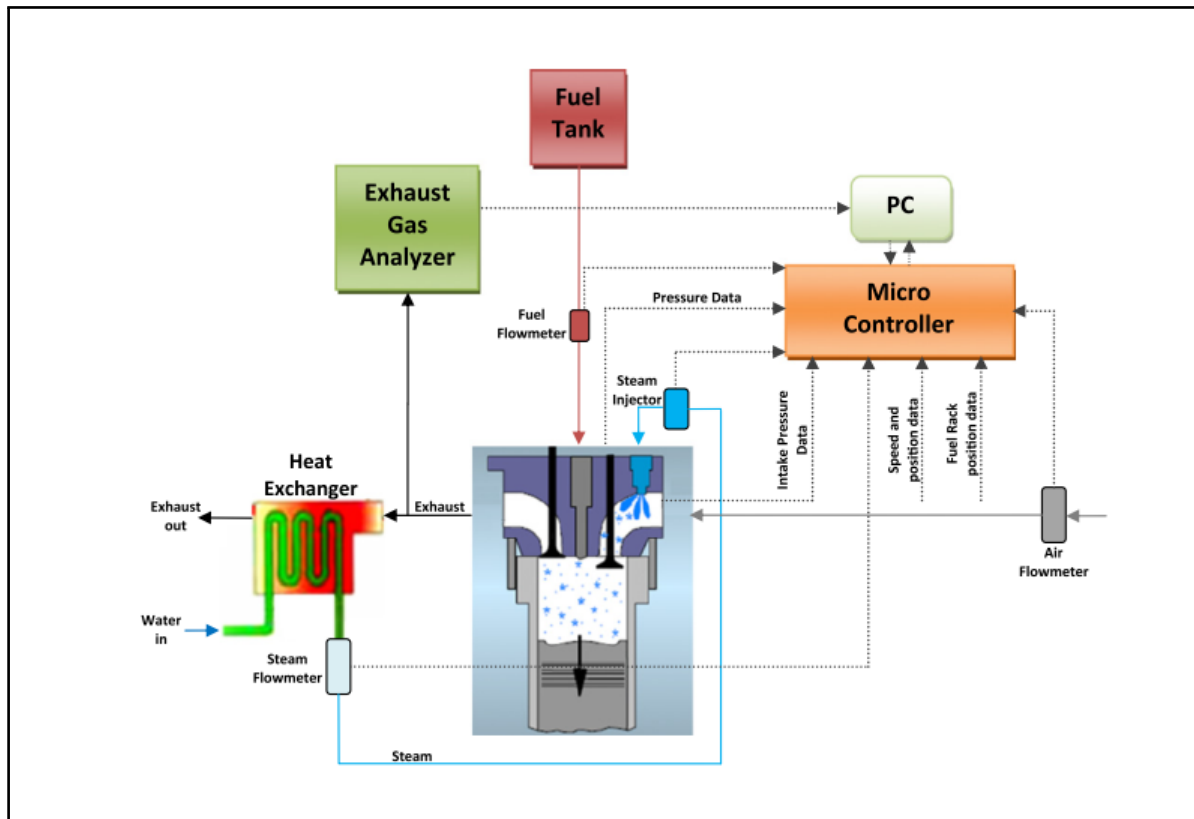 Fuel
Tank
Exhaust
Gas
Analyzer
PC
Micro
Controller
Pressure Data
Fuel
Flowmeter
Steam
Injector
Intake Pressure
Data
Speed and
position data
Fuel Rack
position data
Heat
Exchanger
Exhaust
out
Exhaust
Air
Flowmeter
Water
in
Steam
Flowmeter
Steam